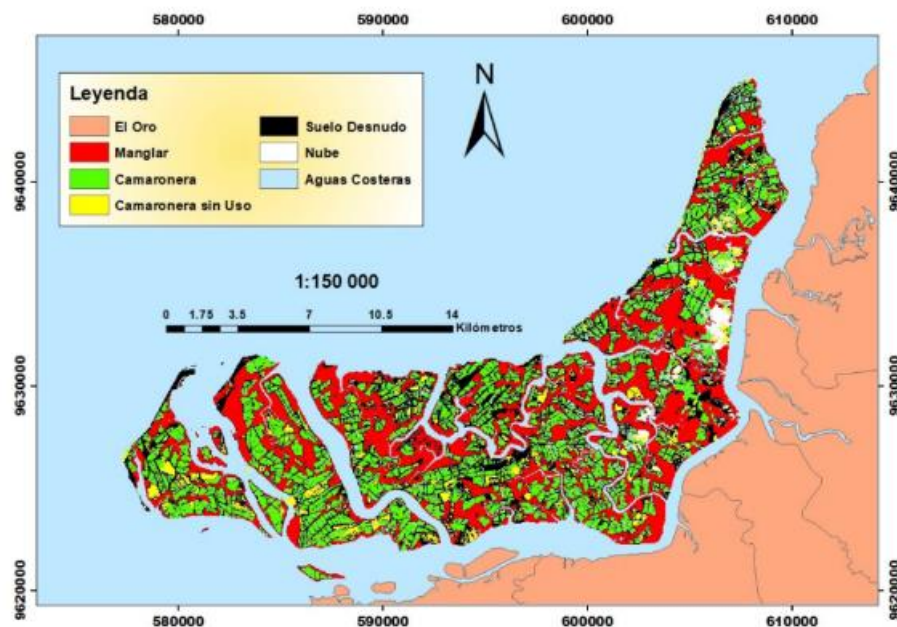 580000 590000 600000 610000
N
Leyenda
El Oro
Manglar
Camaronera
Camaronera sin Uso
Suelo Desnudo
Nube
Aguas Costeras
9640000 9640000
1:150 000
0 1.75 3.5 7 10.5 14
Kilómetros
9630000 9630000
9620000 9620000
580000 590000 600000 610000